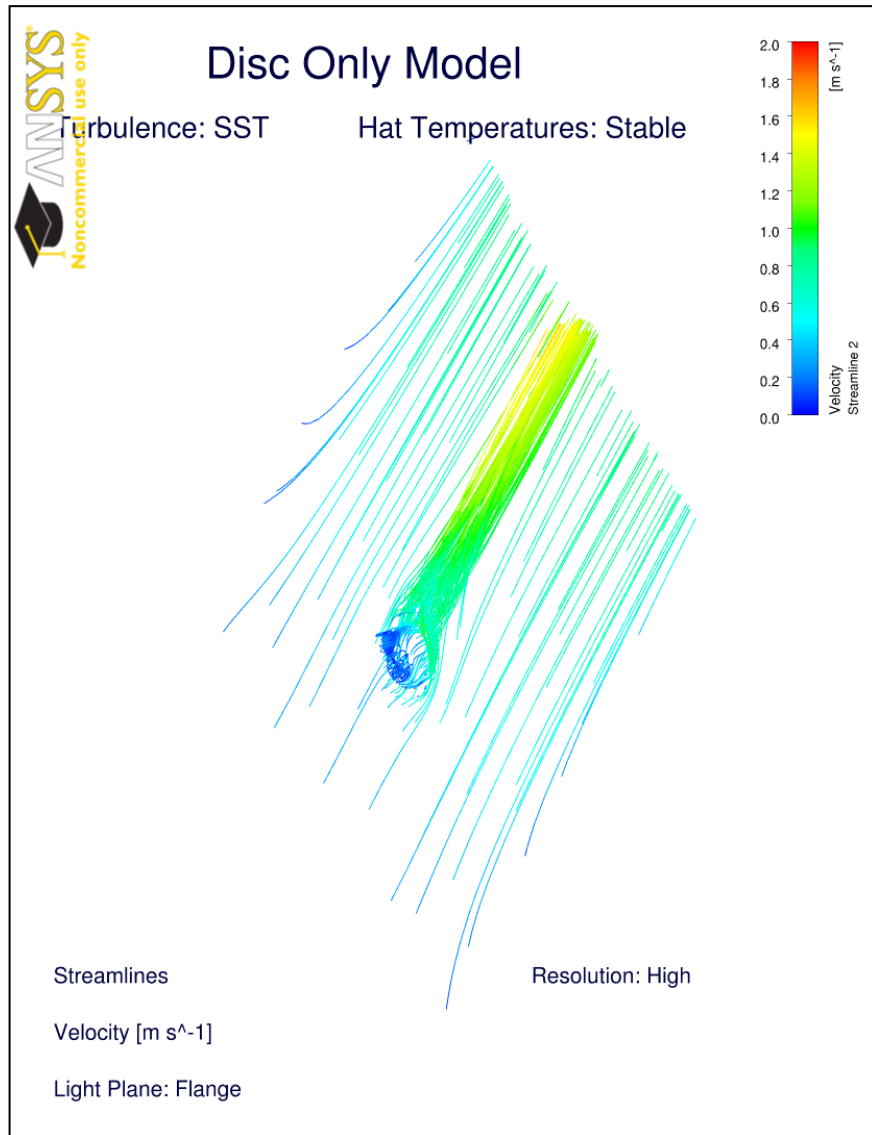 Disc Only Model
Turbulence: SST
Hat Temperatures: Stable
ANSYS®
Noncommercial use only
2.0
1.8
1.6
1.4
1.2
1.0
0.8
0.6
0.4
0.2
0.0
[m s^-1]
Velocity
Streamline 2
Streamlines
Resolution: High
Velocity [m s^-1]
Light Plane: Flange